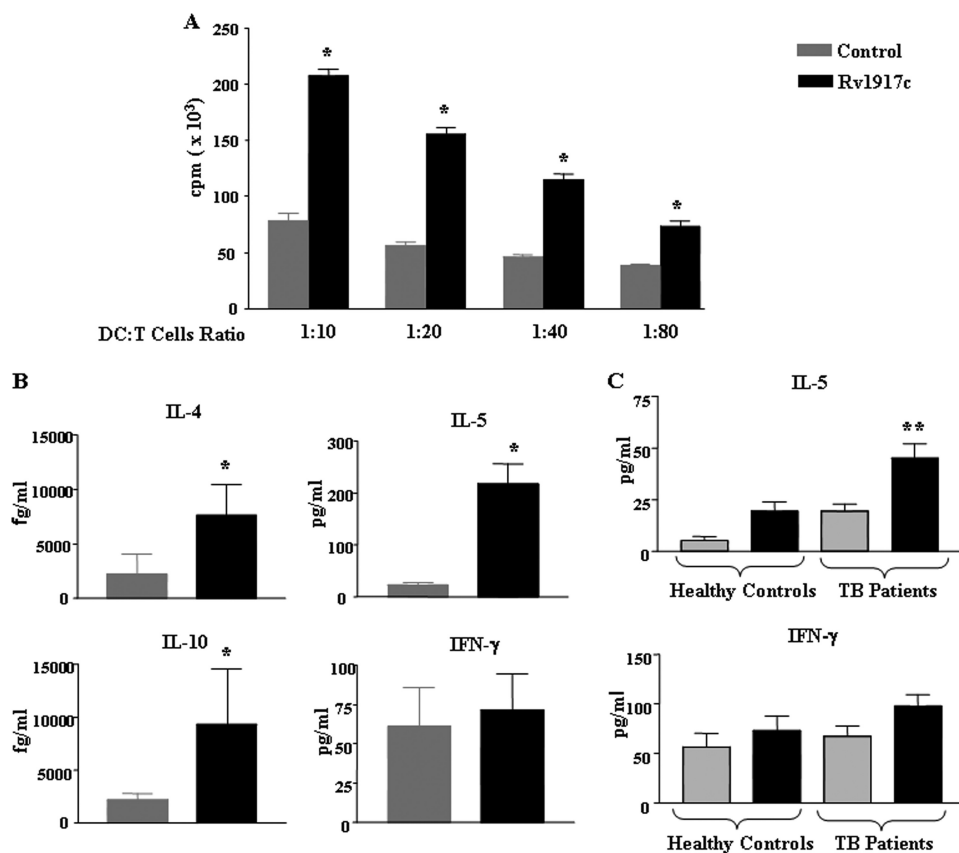 A
250
200
150
100
50
0
cpm ( x 10³)
*
*
*
*
Control
Rv1917c
DC:T Cells Ratio 1:10 1:20 1:40 1:80
B
IL-4
15000
10000
5000
0
fg/ml
*
IL-5
300
200
100
0
pg/ml
*
IL-10
15000
10000
5000
0
fg/ml
*
IFN-γ
100
75
50
25
0
pg/ml
C
IL-5
75
50
25
0
pg/ml
**
Healthy Controls TB Patients
IFN-γ
150
100
50
0
pg/ml
Healthy Controls TB Patients